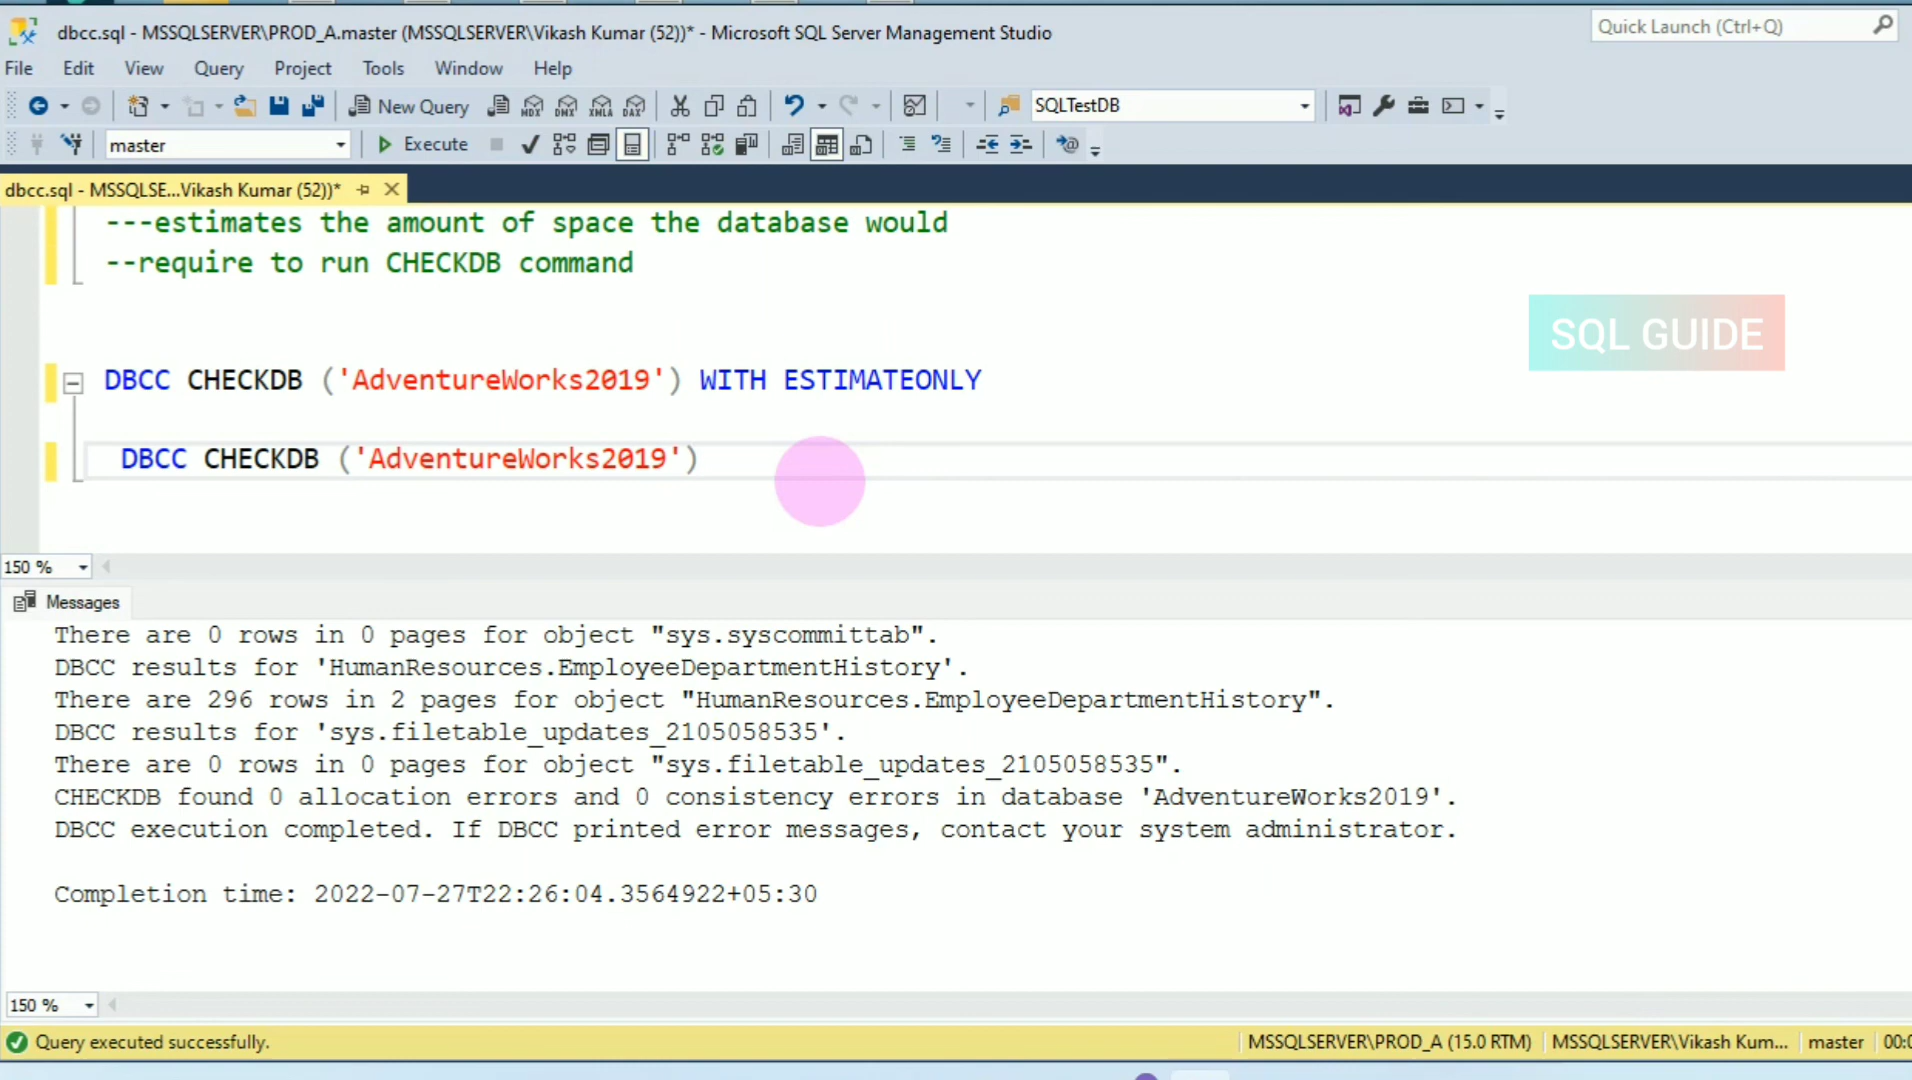 dbcc.sql - MSSQLSERVER\PROD_A.master (MSSQLSERVER\Vikash Kumar (52))* - Microsoft SQL Server Management Studio
Quick Launch (Ctrl+Q)
File Edit View Query Project Tools Window Help
New Query MDX DMX XMLA DAX SQLTestDB
master Execute
dbcc.sql - MSSQLSE...Vikash Kumar (52))*
---estimates the amount of space the database would
--require to run CHECKDB command
SQL GUIDE
DBCC CHECKDB ('AdventureWorks2019') WITH ESTIMATEONLY
DBCC CHECKDB ('AdventureWorks2019')
150 %
Messages
There are 0 rows in 0 pages for object "sys.syscommittab".
DBCC results for 'HumanResources.EmployeeDepartmentHistory'.
There are 296 rows in 2 pages for object "HumanResources.EmployeeDepartmentHistory".
DBCC results for 'sys.filetable_updates_2105058535'.
There are 0 rows in 0 pages for object "sys.filetable_updates_2105058535".
CHECKDB found 0 allocation errors and 0 consistency errors in database 'AdventureWorks2019'.
DBCC execution completed. If DBCC printed error messages, contact your system administrator.
Completion time: 2022-07-27T22:26:04.3564922+05:30
150 %
Query executed successfully. MSSQLSERVER\PROD_A (15.0 RTM) MSSQLSERVER\Vikash Kum... master